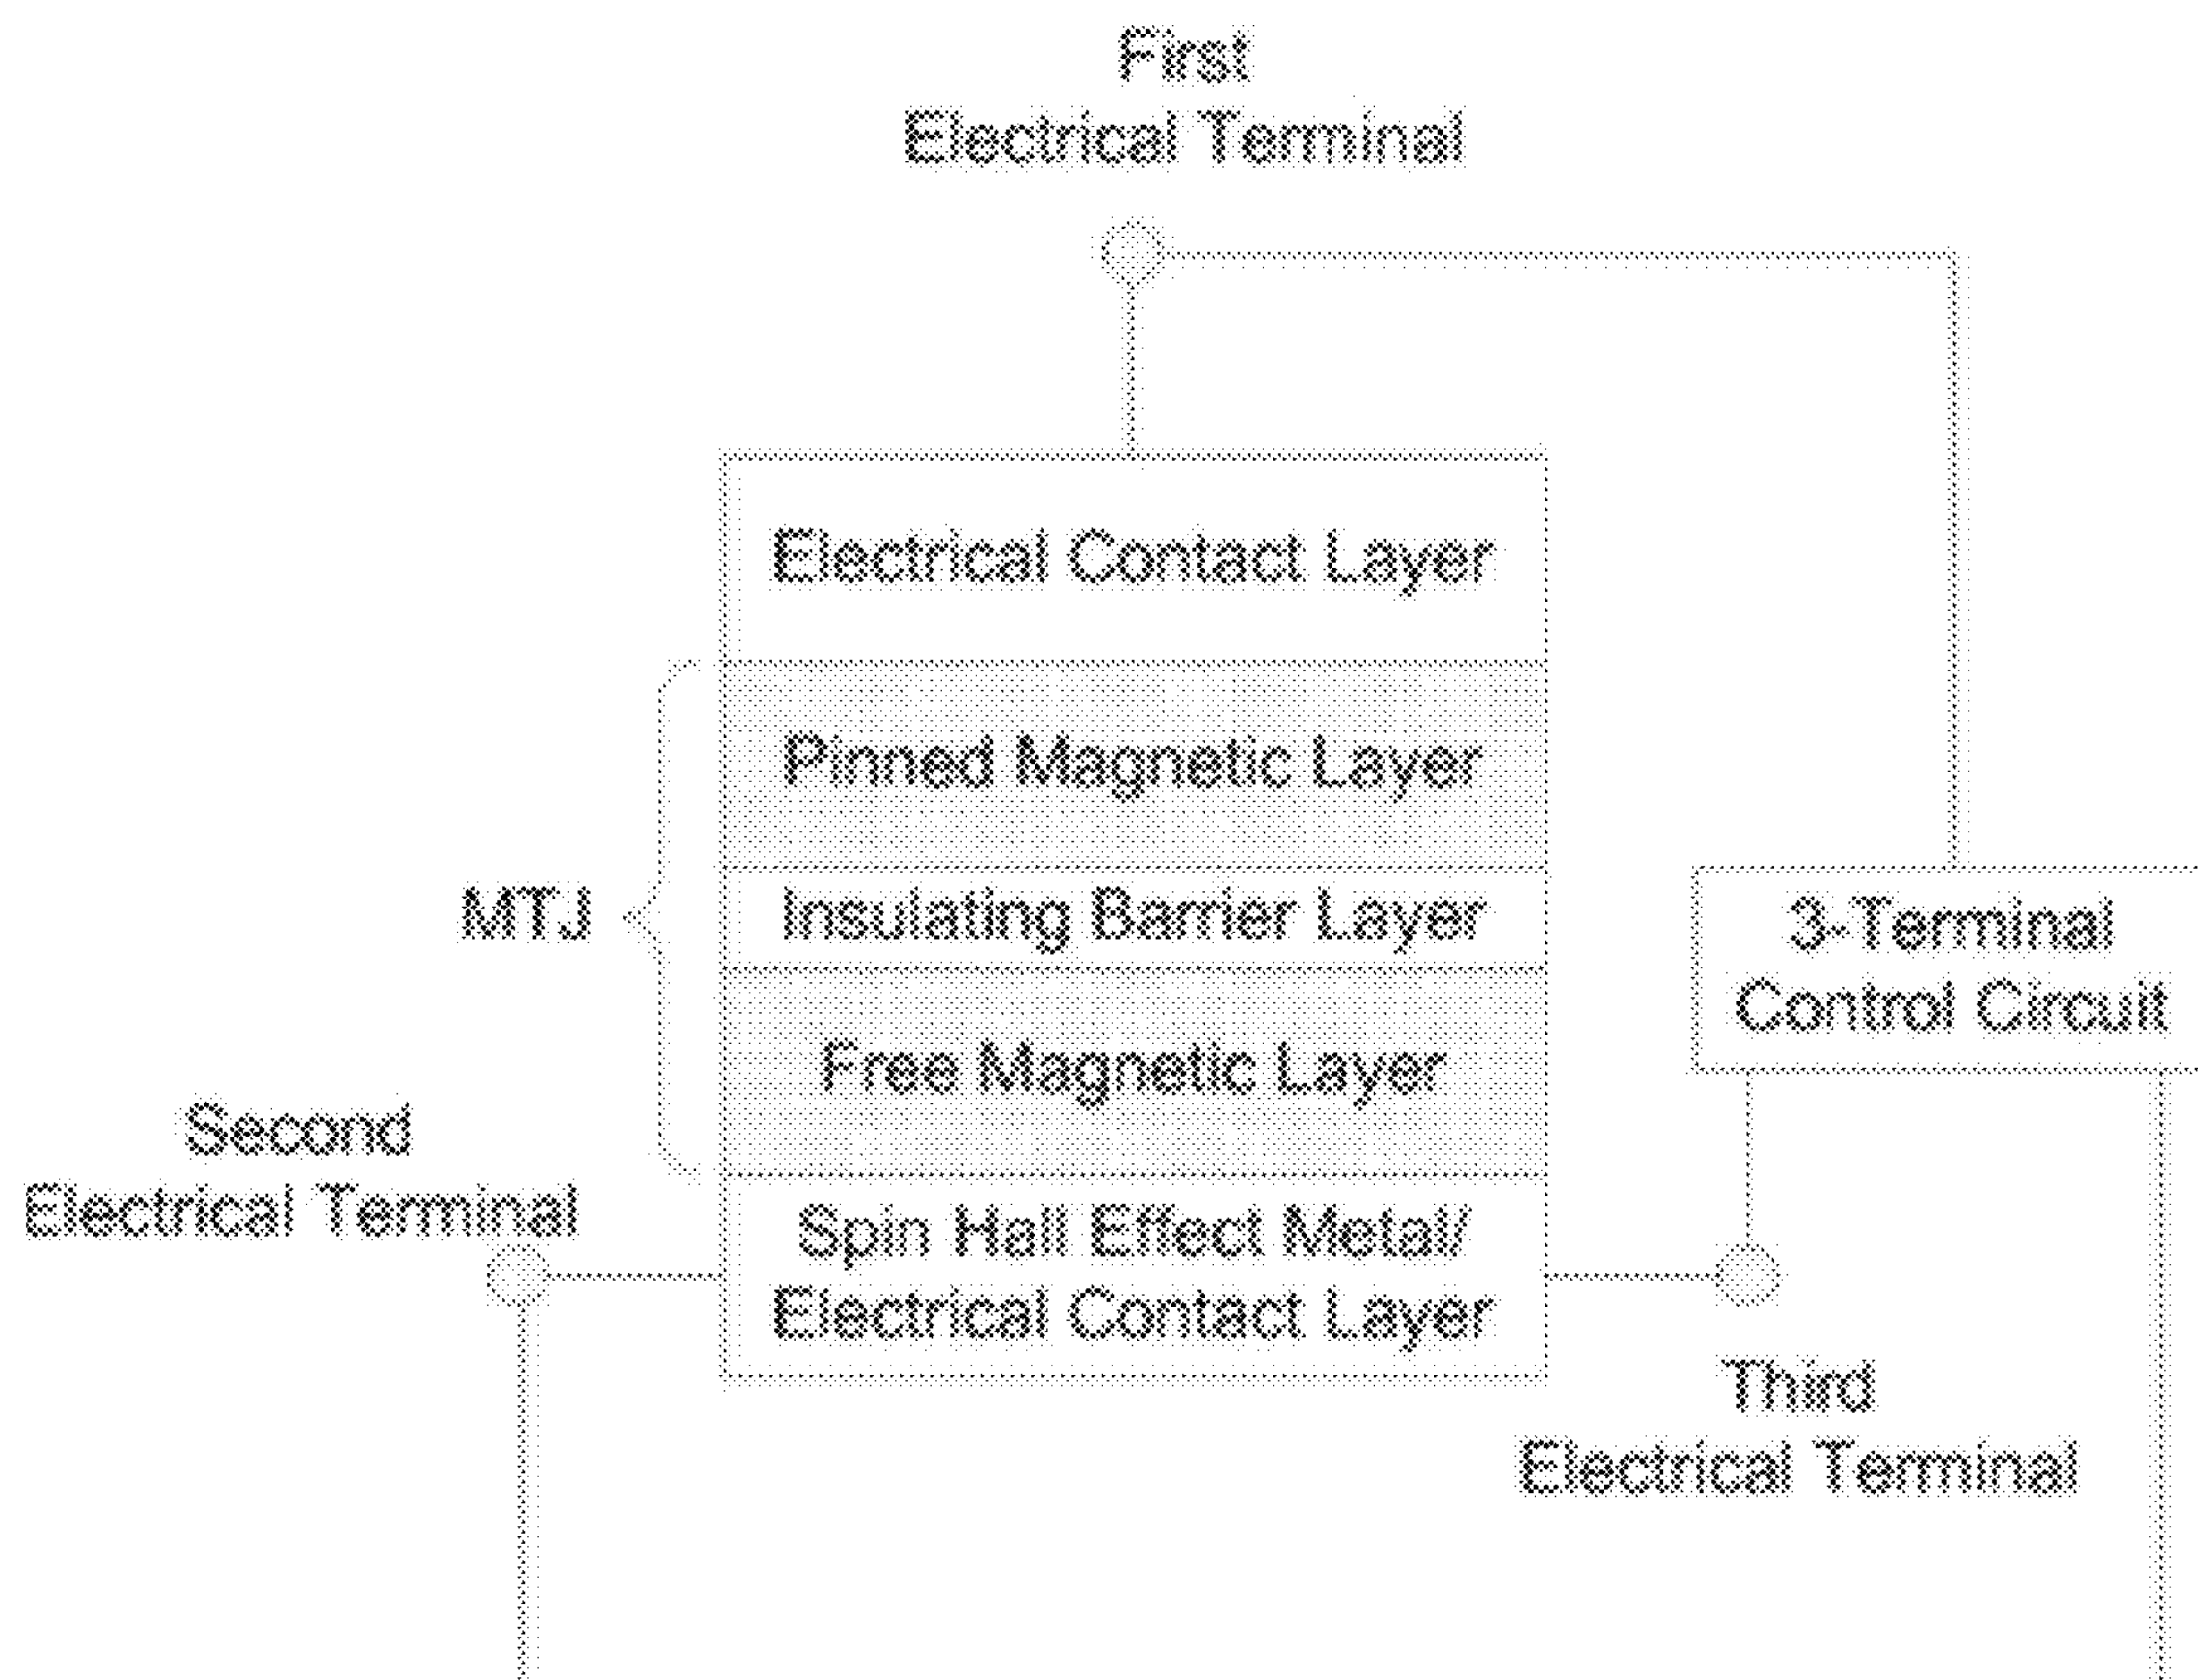 First
Electrical Terminal
Electrical Contact Layer
Pinned Magnetic Layer
MTJ
Insulating Barrier Layer
3-Terminal
Control Circuit
Free Magnetic Layer
Second
Electrical Terminal
Spin Hall Effect Metal/
Electrical Contact Layer
Third
Electrical Terminal